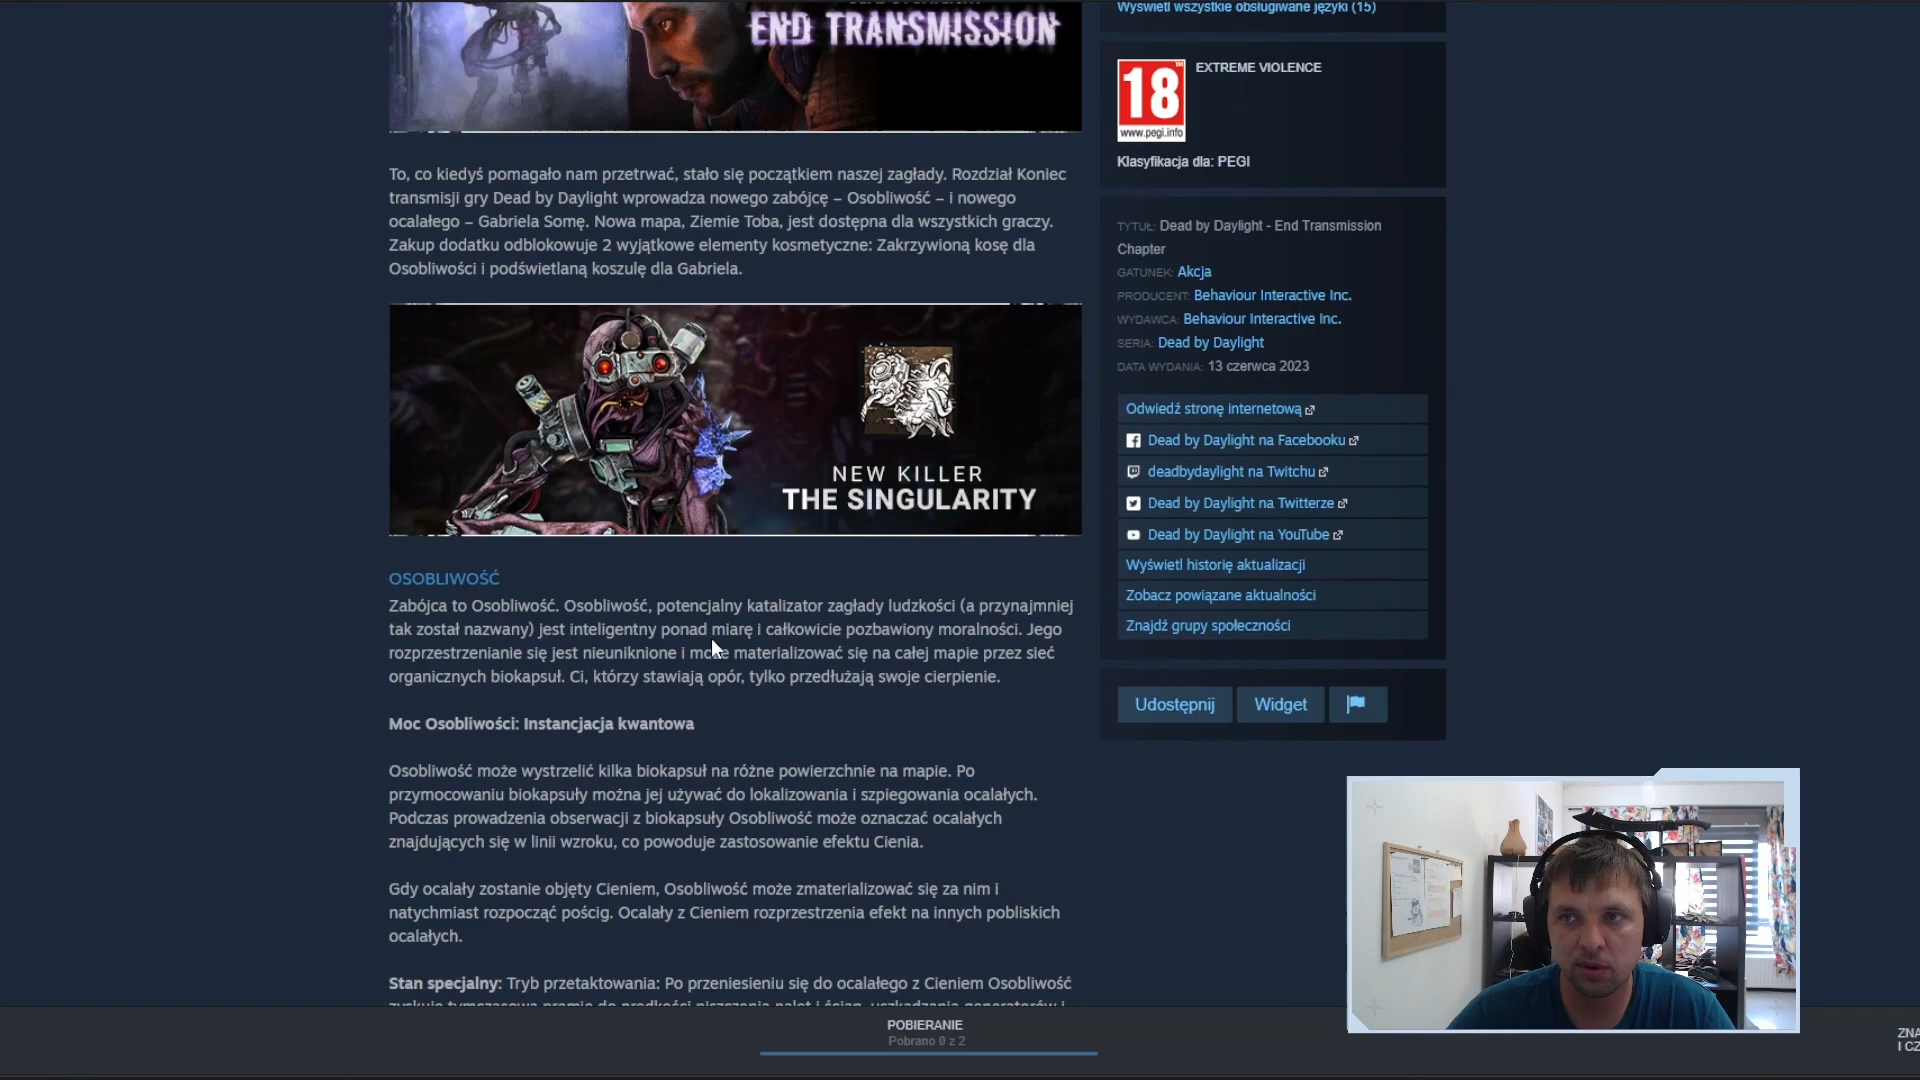 END TRANSMISSION
To, co kiedyś pomagało nam przetrwać, stało się początkiem naszej zagłady. Rozdział Koniec
transmisji gry Dead by Daylight wprowadza nowego zabójcę – Osobliwość – i nowego
ocalałego – Gabriela Somę. Nowa mapa, Ziemie Toba, jest dostępna dla wszystkich graczy.
Zakup dodatku odblokowuje 2 wyjątkowe elementy kosmetyczne: Zakrzywioną kosę dla
Osobliwości i podświetlaną koszulę dla Gabriela.
NEW KILLER
THE SINGULARITY
OSOBLIWOŚĆ
Zabójca to Osobliwość. Osobliwość, potencjalny katalizator zagłady ludzkości (a przynajmniej
tak został nazwany) jest inteligentny ponad miarę i całkowicie pozbawiony moralności. Jego
rozprzestrzenianie się jest nieuniknione i może materializować się na całej mapie przez sieć
organicznych biokapsuł. Ci, którzy stawiają opór, tylko przedłużają swoje cierpienie.
Moc Osobliwości: Instancjacja kwantowa
Osobliwość może wystrzelić kilka biokapsuł na różne powierzchnie na mapie. Po
przymocowaniu biokapsuły można jej używać do lokalizowania i szpiegowania ocalałych.
Podczas prowadzenia obserwacji z biokapsuły Osobliwość może oznaczać ocalałych
znajdujących się w linii wzroku, co powoduje zastosowanie efektu Cienia.
Gdy ocalały zostanie objęty Cieniem, Osobliwość może zmaterializować się za nim i
natychmiast rozpocząć pościg. Ocalały z Cieniem rozprzestrzenia efekt na innych pobliskich
ocalałych.
Stan specjalny: Tryb przetaktowania: Po przeniesieniu się do ocalałego z Cieniem Osobliwość
Wyświetl wszystkie obsługiwane języki (15)
18
www.pegi.info
EXTREME VIOLENCE
Klasyfikacja dla: PEGI
TYTUŁ: Dead by Daylight - End Transmission
Chapter
GATUNEK: Akcja
PRODUCENT: Behaviour Interactive Inc.
WYDAWCA: Behaviour Interactive Inc.
SERIA: Dead by Daylight
DATA WYDANIA: 13 czerwca 2023
Odwiedź stronę internetową
Dead by Daylight na Facebooku
deadbydaylight na Twitchu
Dead by Daylight na Twitterze
Dead by Daylight na YouTube
Wyświetl historię aktualizacji
Zobacz powiązane aktualności
Znajdź grupy społeczności
Udostępnij
Widget
POBIERANIE
Pobrano 0 z 2